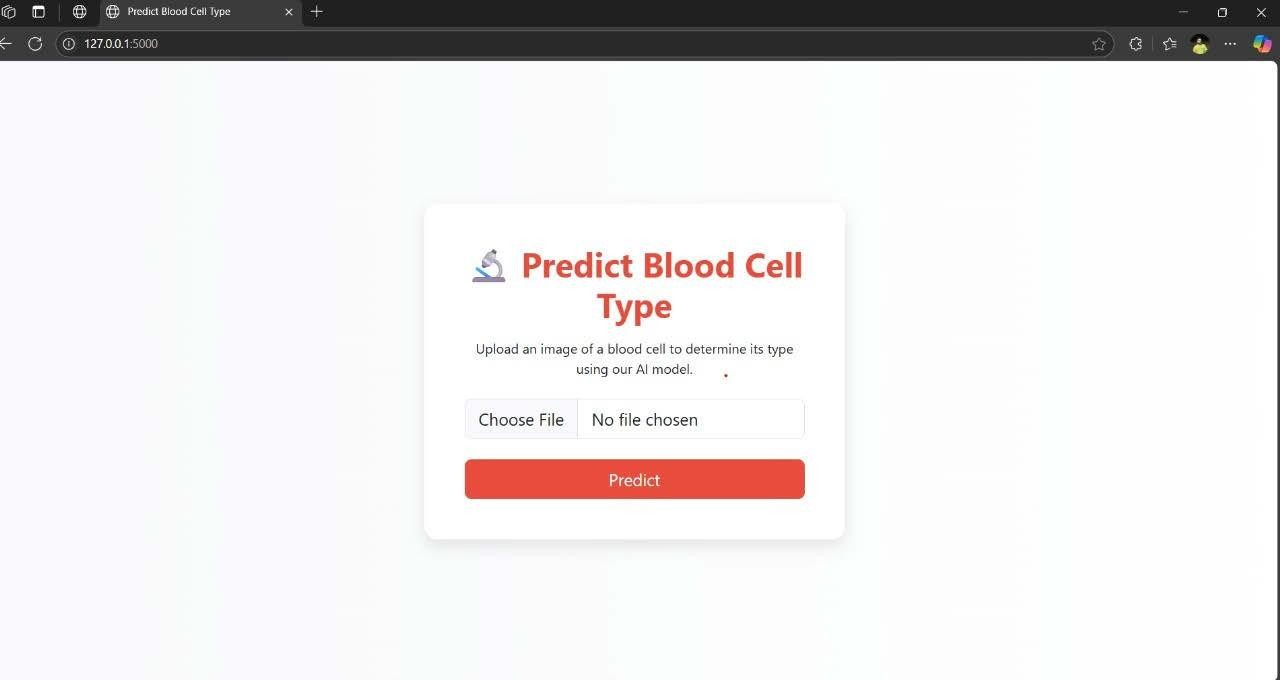 Predict Blood Cell Type
127.0.0.1:5000
Predict Blood Cell
Type
Upload an image of a blood cell to determine its type
using our AI model.
Choose File No file chosen
Predict